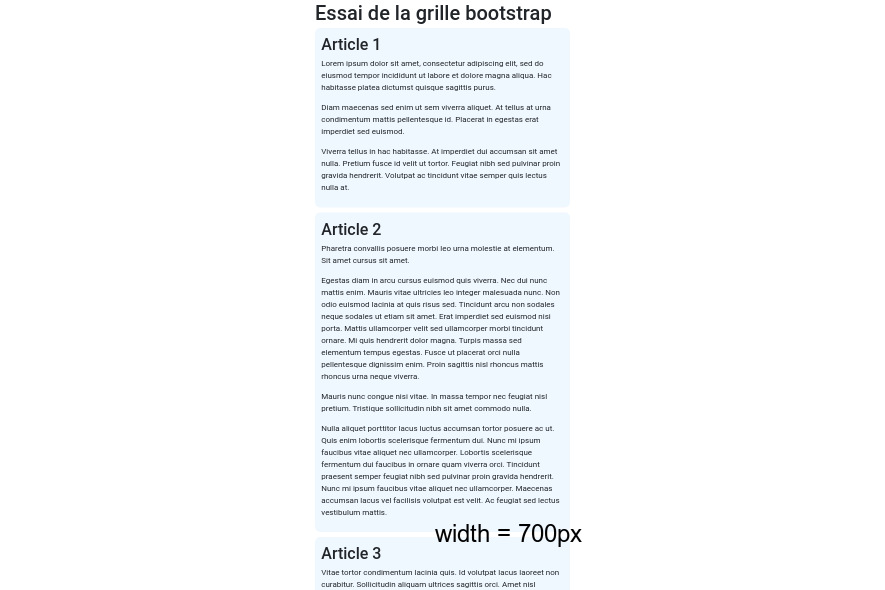 Essai de la grille bootstrap
Article 1
Lorem ipsum dolor sit amet, consectetur adipiscing elit, sed do
eiusmod tempor incididunt ut labore et dolore magna aliqua. Hac
habitasse platea dictumst quisque sagittis purus.
Diam maecenas sed enim ut sem viverra aliquet. At tellus at urna
condimentum mattis pellentesque id. Placerat in egestas erat
imperdiet sed euismod.
Viverra tellus in hac habitasse. At imperdiet dui accumsan sit amet
nulla. Pretium fusce id velit ut tortor. Feugiat nibh sed pulvinar proin
gravida hendrerit. Volutpat ac tincidunt vitae semper quis lectus
nulla at.
Article 2
Pharetra convallis posuere morbi leo urna molestie at elementum.
Sit amet cursus sit amet.
Egestas diam in arcu cursus euismod quis viverra. Nec dui nunc
mattis enim. Mauris vitae ultricies leo integer malesuada nunc. Non
odio euismod lacinia at quis risus sed. Tincidunt arcu non sodales
neque sodales ut etiam sit amet. Erat imperdiet sed euismod nisi
porta. Mattis ullamcorper velit sed ullamcorper morbi tincidunt
ornare. Mi quis hendrerit dolor magna. Turpis massa sed
elementum tempus egestas. Fusce ut placerat orci nulla
pellentesque dignissim enim. Proin sagittis nisl rhoncus mattis
rhoncus urna neque viverra.
Mauris nunc congue nisi vitae. In massa tempor nec feugiat nisl
pretium. Tristique sollicitudin nibh sit amet commodo nulla.
Nulla aliquet porttitor lacus luctus accumsan tortor posuere ac ut.
Quis enim lobortis scelerisque fermentum dui. Nunc mi ipsum
faucibus vitae aliquet nec ullamcorper. Lobortis scelerisque
fermentum dui faucibus in ornare quam viverra orci. Tincidunt
praesent semper feugiat nibh sed pulvinar proin gravida hendrerit.
Nunc mi ipsum faucibus vitae aliquet nec ullamcorper. Maecenas
accumsan lacus vel facilisis volutpat est velit. Ac feugiat sed lectus
vestibulum mattis.
width = 700px
Article 3
Vitae tortor condimentum lacinia quis. Id volutpat lacus laoreet non
curabitur. Sollicitudin aliquam ultrices sagittis orci. Amet nisl